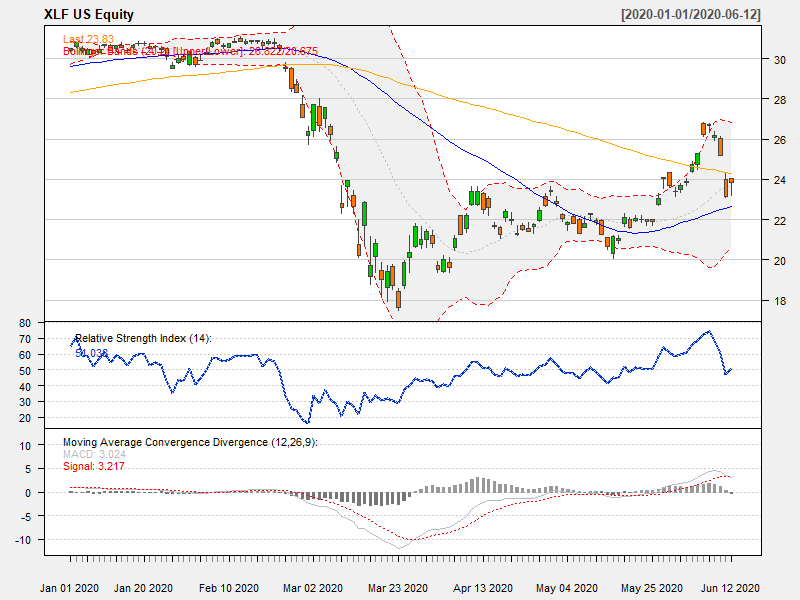 XLF US Equity [2020-01-01/2020-06-12]
Last 23.83
Bollinger Bands (20,2) [Upper/Lower]: 26.822/20.675
30
28
26
24
22
20
18
80
70
60
50
40
30
20
Relative Strength Index (14):
51.038
10
5
0
-5
-10
Moving Average Convergence Divergence (12,26,9):
MACD: 3.024
Signal: 3.217
Jan 01 2020 Jan 20 2020 Feb 10 2020 Mar 02 2020 Mar 23 2020 Apr 13 2020 May 04 2020 May 25 2020 Jun 12 2020